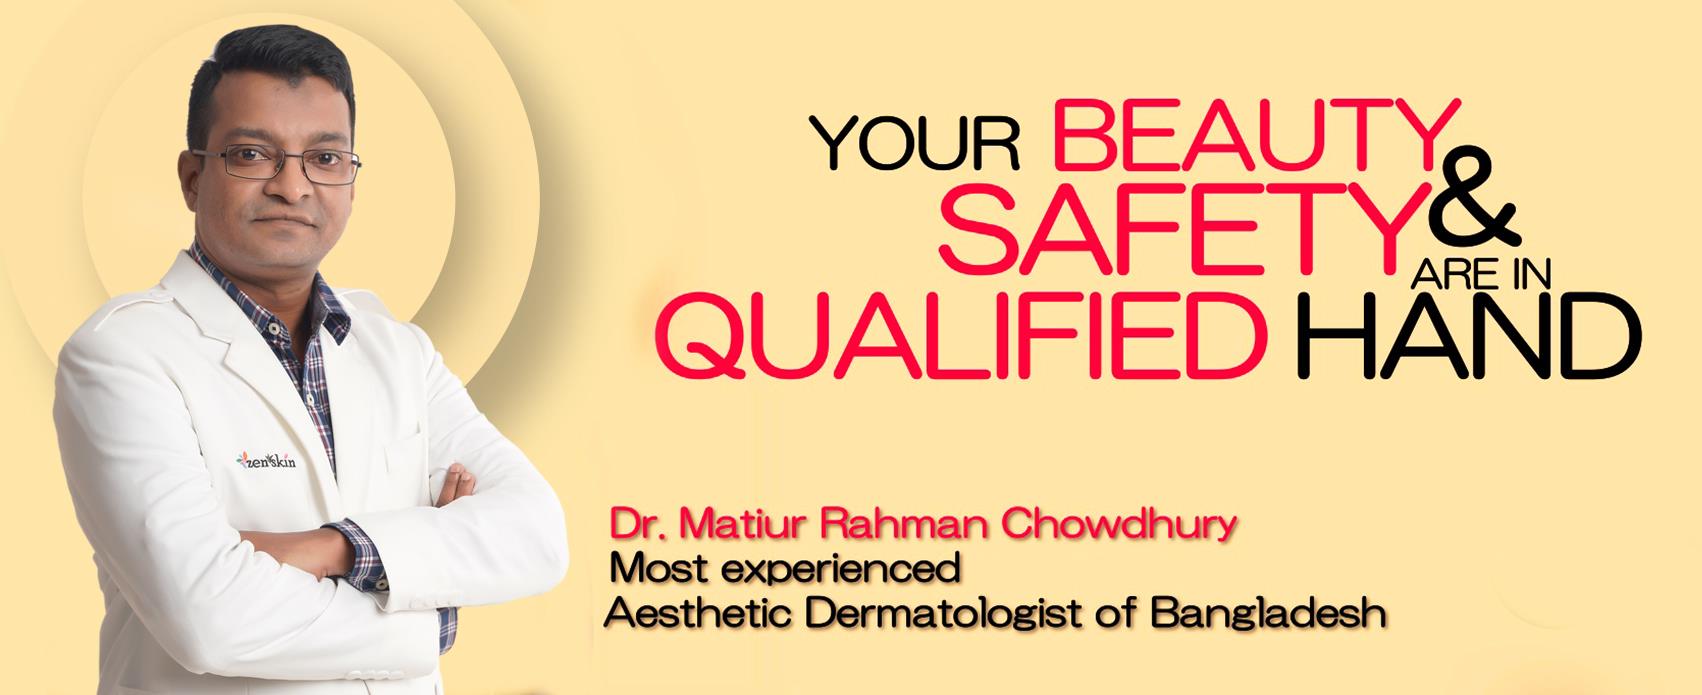 YOUR BEAUTY
SAFETY &
ARE IN
QUALIFIED HAND
zen skin
Dr. Matiur Rahman Chowdhury
Most experienced
Aesthetic Dermatologist of Bangladesh